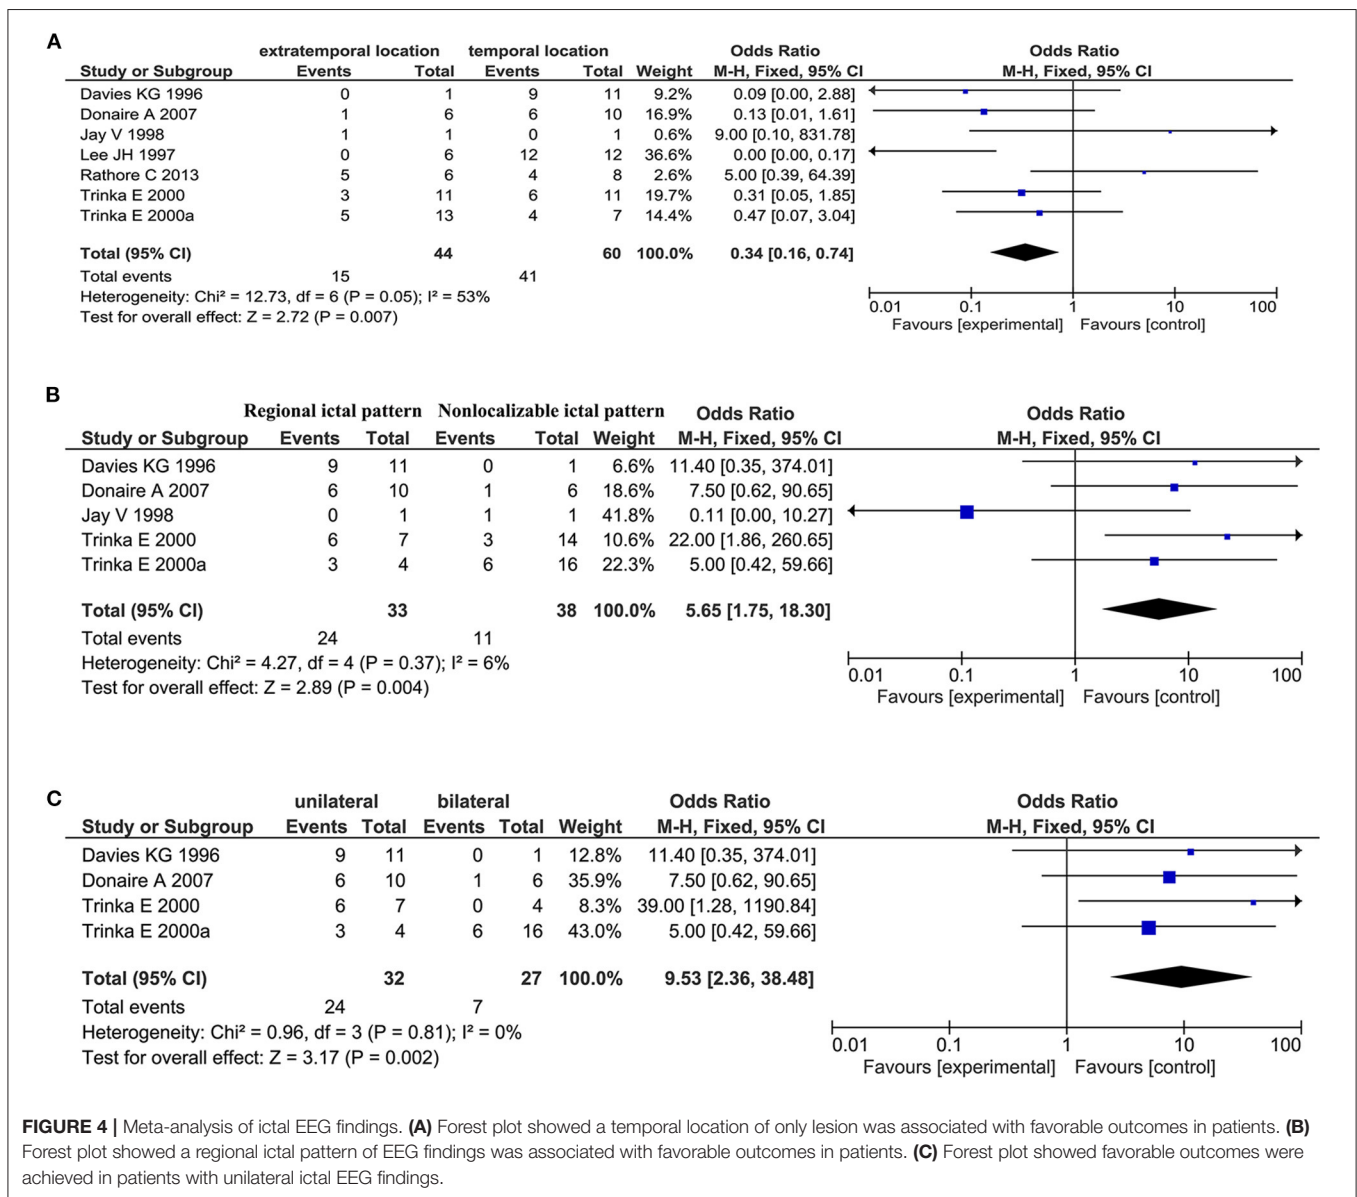 A
extratemporal location temporal location Odds Ratio Odds Ratio
Study or Subgroup Events Total Events Total Weight M-H, Fixed, 95% CI M-H, Fixed, 95% CI
Davies KG 1996 0 1 9 11 9.2% 0.09 [0.00, 2.88]
Donaire A 2007 1 6 6 10 16.9% 0.13 [0.01, 1.61]
Jay V 1998 1 1 0 1 0.6% 9.00 [0.10, 831.78]
Lee JH 1997 0 6 12 12 36.6% 0.00 [0.00, 0.17]
Rathore C 2013 5 6 4 8 2.6% 5.00 [0.39, 64.39]
Trinka E 2000 3 11 6 11 19.7% 0.31 [0.05, 1.85]
Trinka E 2000a 5 13 4 7 14.4% 0.47 [0.07, 3.04]
Total (95% CI) 44 60 100.0% 0.34 [0.16, 0.74]
Total events 15 41
Heterogeneity: Chi² = 12.73, df = 6 (P = 0.05); I² = 53%
Test for overall effect: Z = 2.72 (P = 0.007)
0.01 0.1 1 10 100
Favours [experimental] Favours [control]
B
Regional ictal pattern Nonlocalizable ictal pattern Odds Ratio Odds Ratio
Study or Subgroup Events Total Events Total Weight M-H, Fixed, 95% CI M-H, Fixed, 95% CI
Davies KG 1996 9 11 0 1 6.6% 11.40 [0.35, 374.01]
Donaire A 2007 6 10 1 6 18.6% 7.50 [0.62, 90.65]
Jay V 1998 0 1 1 1 41.8% 0.11 [0.00, 10.27]
Trinka E 2000 6 7 3 14 10.6% 22.00 [1.86, 260.65]
Trinka E 2000a 3 4 6 16 22.3% 5.00 [0.42, 59.66]
Total (95% CI) 33 38 100.0% 5.65 [1.75, 18.30]
Total events 24 11
Heterogeneity: Chi² = 4.27, df = 4 (P = 0.37); I² = 6%
Test for overall effect: Z = 2.89 (P = 0.004)
0.01 0.1 1 10 100
Favours [experimental] Favours [control]
C
unilateral bilateral Odds Ratio Odds Ratio
Study or Subgroup Events Total Events Total Weight M-H, Fixed, 95% CI M-H, Fixed, 95% CI
Davies KG 1996 9 11 0 1 12.8% 11.40 [0.35, 374.01]
Donaire A 2007 6 10 1 6 35.9% 7.50 [0.62, 90.65]
Trinka E 2000 6 7 0 4 8.3% 39.00 [1.28, 1190.84]
Trinka E 2000a 3 4 6 16 43.0% 5.00 [0.42, 59.66]
Total (95% CI) 32 27 100.0% 9.53 [2.36, 38.48]
Total events 24 7
Heterogeneity: Chi² = 0.96, df = 3 (P = 0.81); I² = 0%
Test for overall effect: Z = 3.17 (P = 0.002)
0.01 0.1 1 10 100
Favours [experimental] Favours [control]
FIGURE 4 | Meta-analysis of ictal EEG findings. (A) Forest plot showed a temporal location of only lesion was associated with favorable outcomes in patients. (B)
Forest plot showed a regional ictal pattern of EEG findings was associated with favorable outcomes in patients. (C) Forest plot showed favorable outcomes were
achieved in patients with unilateral ictal EEG findings.